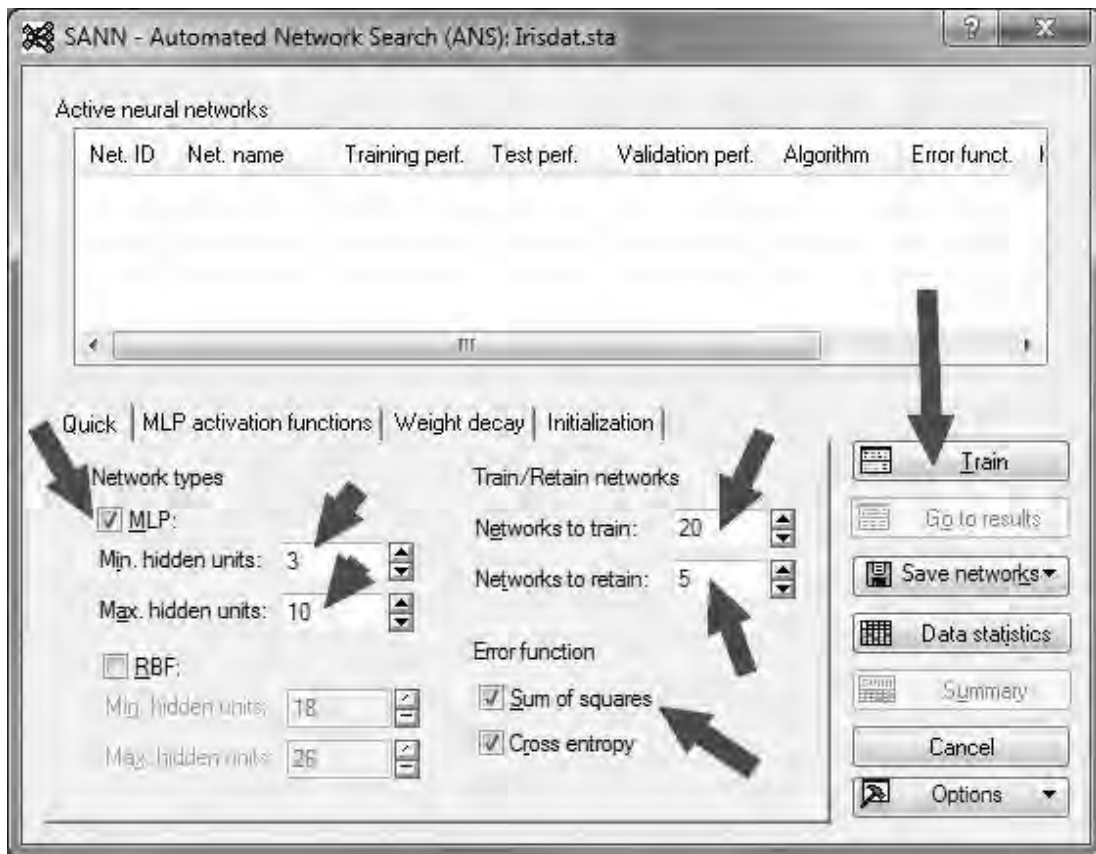 SANN - Automated Network Search (ANS): Irisdat.sta
Active neural networks
Net. ID Net. name Training perf. Test perf. Validation perf. Algorithm Error funct.
Quick MLP activation functions Weight decay Initialization
Network types
MLP:
Min. hidden units: 3
Max. hidden units: 10
RBF:
Min. hidden units: 18
Max. hidden units: 26
Train/Retain networks
Networks to train: 20
Networks to retain: 5
Error function
Sum of squares
Cross entropy
Train
Go to results
Save networks
Data statistics
Summary
Cancel
Options